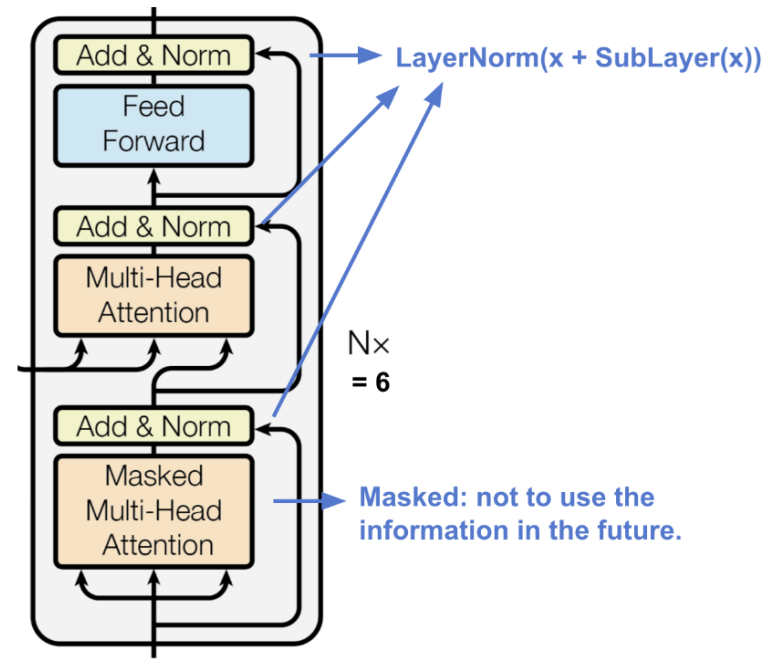 Add & Norm
LayerNorm(x + SubLayer(x))
Feed
Forward
Add & Norm
Multi-Head
Attention
N×
= 6
Add & Norm
Masked
Multi-Head
Attention
Masked: not to use the
information in the future.